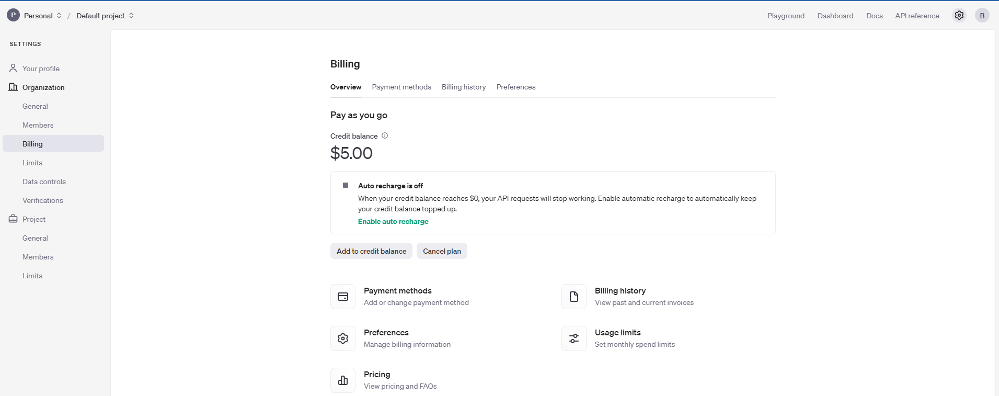 P Personal / Default project
Playground Dashboard Docs API reference B
SETTINGS
Your profile
Organization
General
Members
Billing
Limits
Data controls
Verifications
Project
General
Members
Limits
Billing
Overview Payment methods Billing history Preferences
Pay as you go
Credit balance
$5.00
Auto recharge is off
When your credit balance reaches $0, your API requests will stop working. Enable automatic recharge to automatically keep
your credit balance topped up.
Enable auto recharge
Add to credit balance Cancel plan
Payment methods
Add or change payment method
Billing history
View past and current invoices
Preferences
Manage billing information
Usage limits
Set monthly spend limits
Pricing
View pricing and FAQs